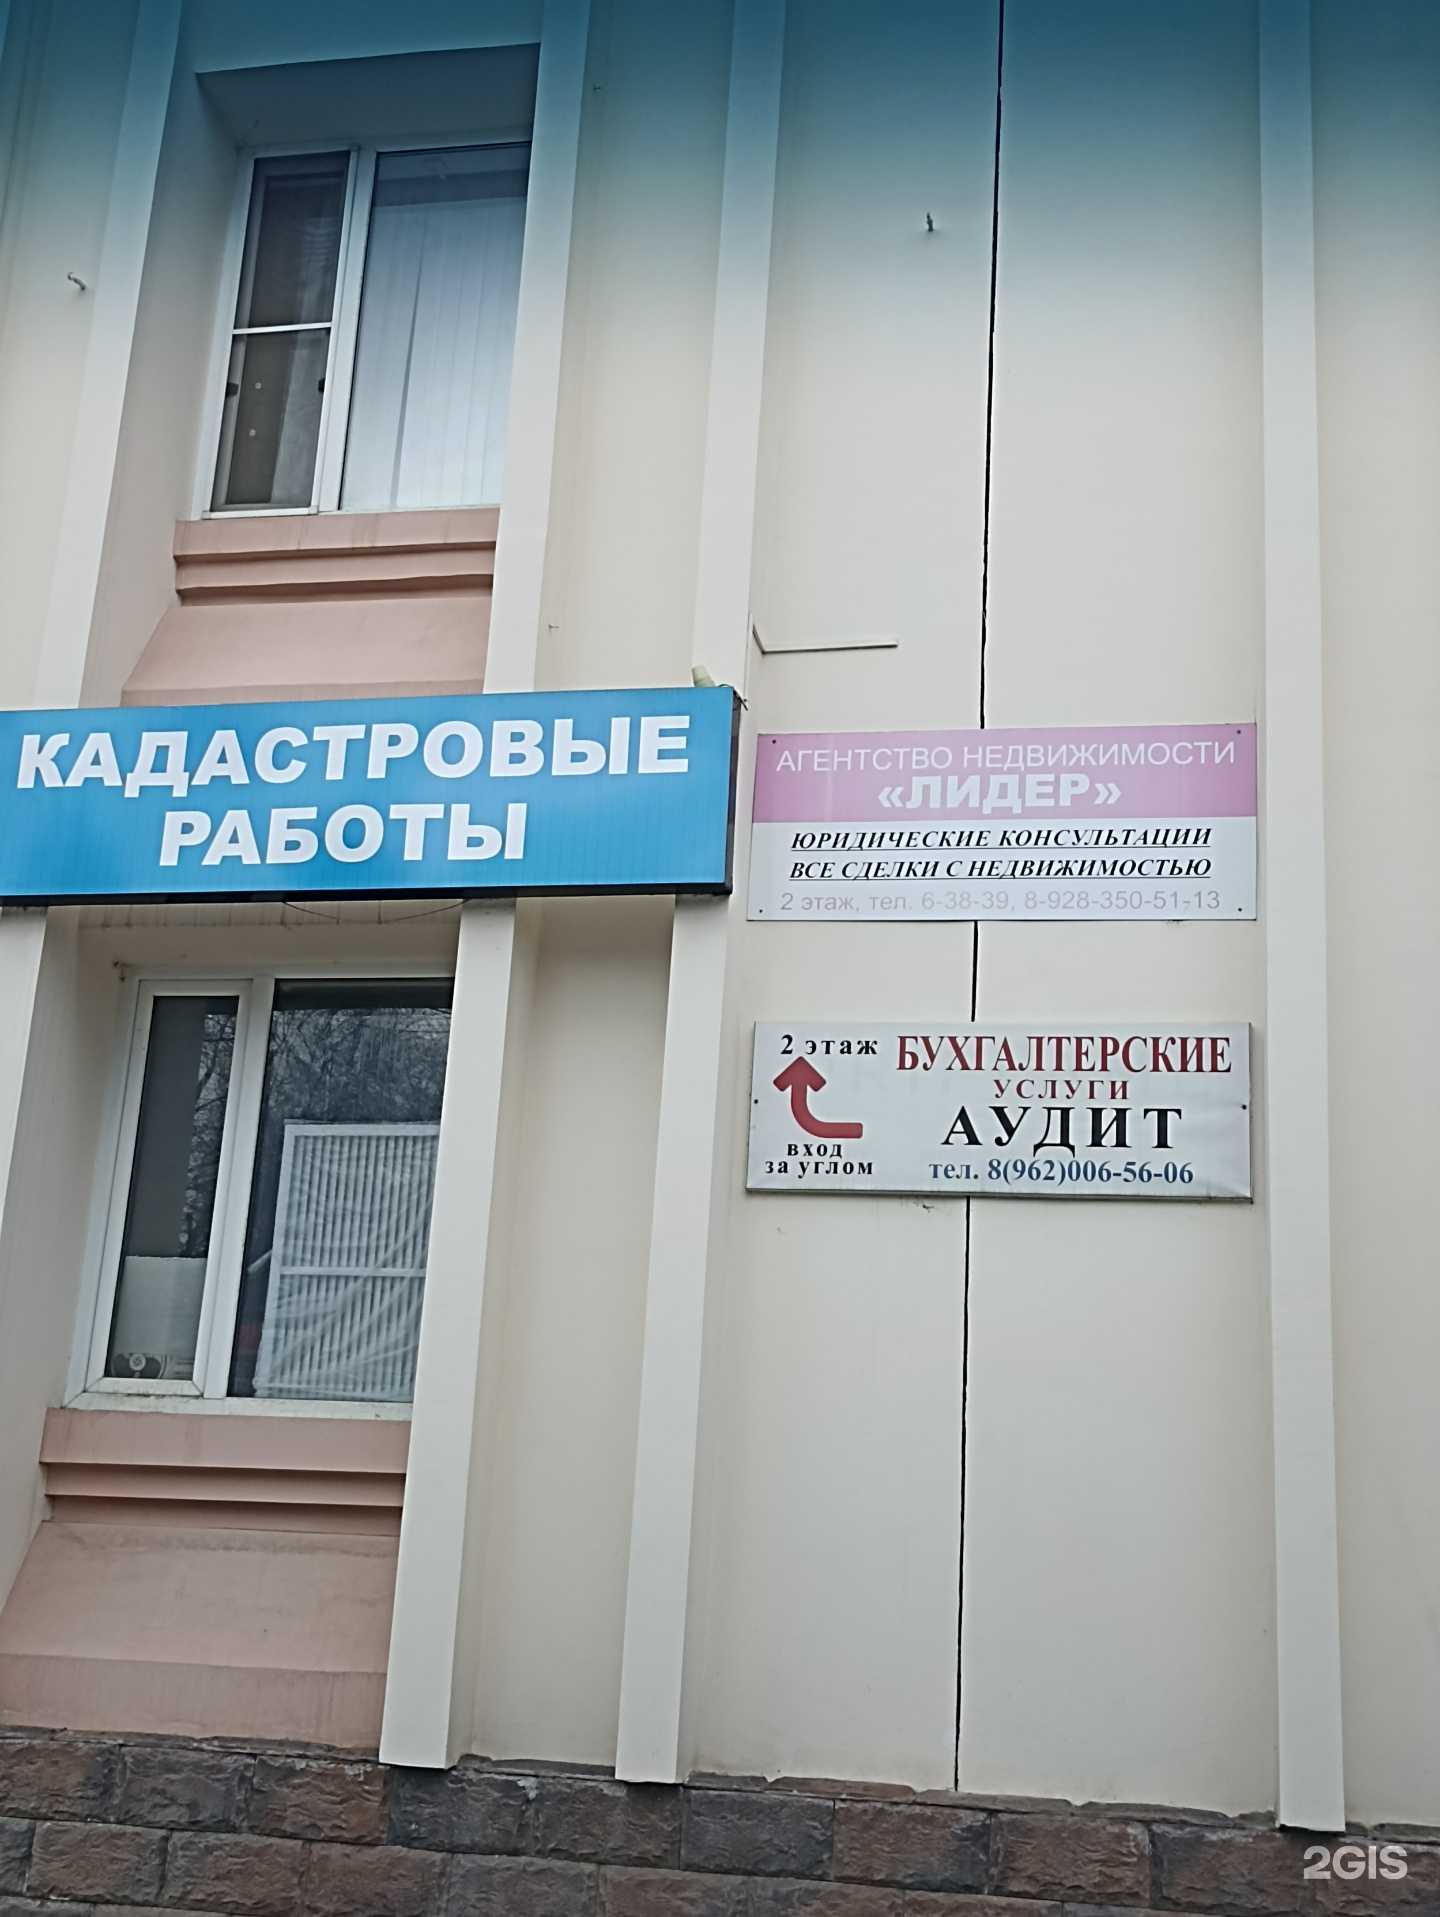 КАДАСТРОВЫЕ
РАБОТЫ
АГЕНТСТВО НЕДВИЖИМОСТИ
«ЛИДЕР»
ЮРИДИЧЕСКИЕ КОНСУЛЬТАЦИИ
ВСЕ СДЕЛКИ С НЕДВИЖИМОСТЬЮ
2 этаж, тел. 6-38-39, 8-928-350-51-13
2 этаж
вход
за углом
БУХГАЛТЕРСКИЕ
УСЛУГИ
АУДИТ
тел. 8(962)006-56-06
2GIS